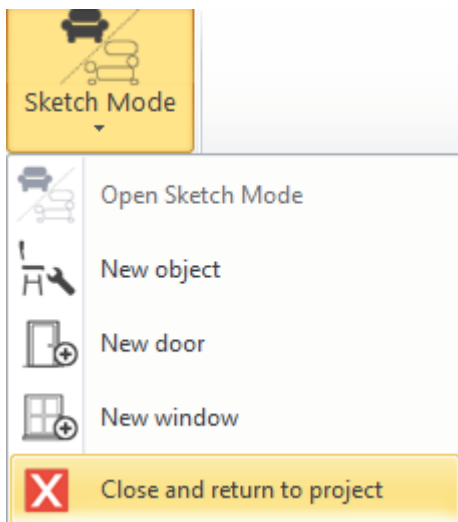 Sketch Mode
Open Sketch Mode
New object
New door
New window
Close and return to project